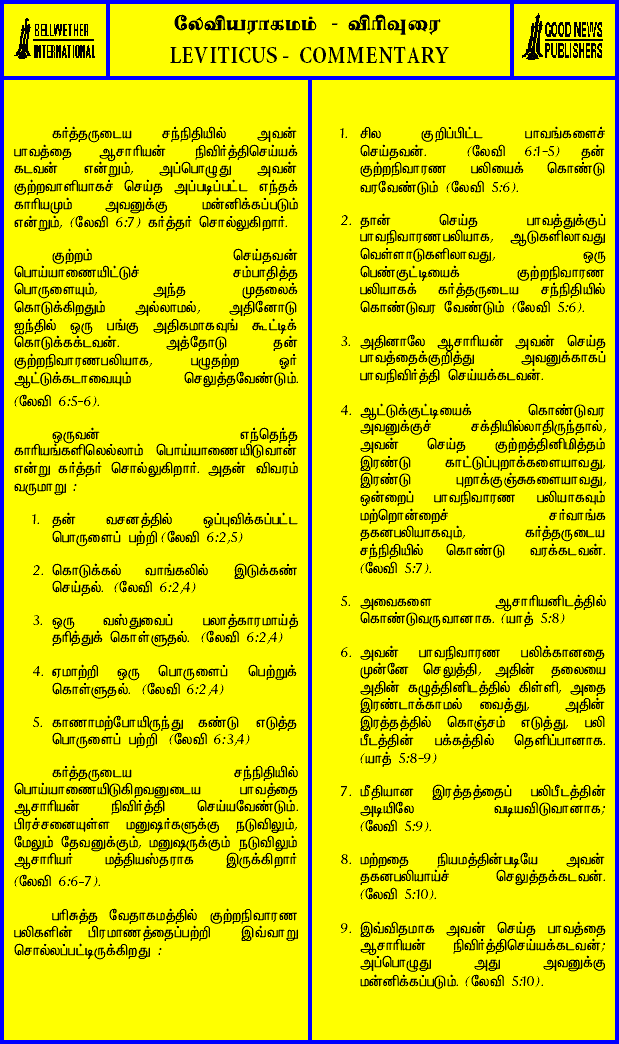 BELLWETHER
INTERNATIONAL
லேவியராகமம் - விரிவுரை
LEVITICUS - COMMENTARY
GOOD NEWS
PUBLISHERS
கர்த்தருடைய சந்நிதியில் அவன்
பாவத்தை ஆசாரியன் நிவிர்த்திசெய்யக்
கடவன் என்றும், அப்பொழுது அவன்
குற்றவாளியாகச் செய்த அப்படிப்பட்ட எந்தக்
காரியமும் அவனுக்கு மன்னிக்கப்படும்
என்றும், (லேவி 6:7) கர்த்தர் சொல்லுகிறார்.
குற்றம் செய்தவன்
பொய்யாணையிட்டுச் சம்பாதித்த
பொருளையும், அந்த முதலைக்
கொடுக்கிறதும் அல்லாமல், அதினோடு
ஐந்தில் ஒரு பங்கு அதிகமாகவுங் கூட்டிக்
கொடுக்கக்டவன். அத்தோடு தன்
குற்றநிவாரணபலியாக, பழுதற்ற ஓர்
ஆட்டுக்கடாவையும் செலுத்தவேண்டும்.
(லேவி 6:5-6).
ஒருவன் எந்தெந்த
காரியங்களிலெல்லாம் பொய்யாணையிடுவான்
என்று கர்த்தர் சொல்லுகிறார். அதன் விவரம்
வருமாறு :
1. தன் வசனத்தில் ஒப்புவிக்கப்பட்ட
பொருளைப் பற்றி (லேவி 6:2,5)
2. கொடுக்கல் வாங்கலில் இடுக்கண்
செய்தல். (லேவி 6:2,4)
3. ஒரு வஸ்துவைப் பலாத்காரமாய்த்
தரித்துக் கொள்ளுதல். (லேவி 6:2,4)
4. ஏமாற்றி ஒரு பொருளைப் பெற்றுக்
கொள்ளுதல். (லேவி 6:2,4)
5. காணாமற்போயிருந்து கண்டு எடுத்த
பொருளைப் பற்றி (லேவி 6:3,4)
கர்த்தருடைய சந்நிதியில்
பொய்யாணையிடுகிறவனுடைய பாவத்தை
ஆசாரியன் நிவிர்த்தி செய்யவேண்டும்.
பிரச்சனையுள்ள மனுஷர்களுக்கு நடுவிலும்,
மேலும் தேவனுக்கும், மனுஷருக்கும் நடுவிலும்
ஆசாரியர் மத்தியஸ்தராக இருக்கிறார்
(லேவி 6:6-7).
பரிசுத்த வேதாகமத்தில் குற்றநிவாரண
பலிகளின் பிரமாணத்தைப்பற்றி இவ்வாறு
சொல்லப்பட்டிருக்கிறது :
1. சில குறிப்பிட்ட பாவங்களைச்
செய்தவன். (லேவி 6:1-5) தன்
குற்றநிவாரண பலியைக் கொண்டு
வரவேண்டும் (லேவி 5:6).
2. தான் செய்த பாவத்துக்குப்
பாவநிவாரணபலியாக, ஆடுகளிலாவது
வெள்ளாடுகளிலாவது, ஒரு
பெண்குட்டியைக் குற்றநிவாரண
பலியாகக் கர்த்தருடைய சந்நிதியில்
கொண்டுவர வேண்டும் (லேவி 5:6).
3. அதினாலே ஆசாரியன் அவன் செய்த
பாவத்தைக்குறித்து அவனுக்காகப்
பாவநிவிர்த்தி செய்யக்கடவன்.
4. ஆட்டுக்குட்டியைக் கொண்டுவர
அவனுக்குச் சக்தியில்லாதிருந்தால்,
அவன் செய்த குற்றத்தினிமித்தம்
இரண்டு காட்டுப்புறாக்களையாவது,
இரண்டு புறாக்குஞ்சுகளையாவது,
ஒன்றைப் பாவநிவாரண பலியாகவும்
மற்றொன்றைச் சர்வாங்க
தகனபலியாகவும், கர்த்தருடைய
சந்நிதியில் கொண்டு வரக்கடவன்.
(லேவி 5:7).
5. அவைகளை ஆசாரியனிடத்தில்
கொண்டுவருவானாக. (யாத் 5:8)
6. அவன் பாவநிவாரண பலிக்கானதை
முன்னே செலுத்தி, அதின் தலையை
அதின் கழுத்தினிடத்தில் கிள்ளி, அதை
இரண்டாக்காமல் வைத்து, அதின்
இரத்தத்தில் கொஞ்சம் எடுத்து, பலி
பீடத்தின் பக்கத்தில் தெளிப்பானாக.
(யாத் 5:8-9)
7. மீதியான இரத்தத்தைப் பலிபீடத்தின்
அடியிலே வடியவிடுவானாக;
(லேவி 5:9).
8. மற்றதை நியமத்தின்படியே அவன்
தகனபலியாய்ச் செலுத்தக்கடவன்.
(லேவி 5:10).
9. இவ்விதமாக அவன் செய்த பாவத்தை
ஆசாரியன் நிவிர்த்திசெய்யக்கடவன்;
அப்பொழுது அது அவனுக்கு
மன்னிக்கப்படும். (லேவி 5:10).